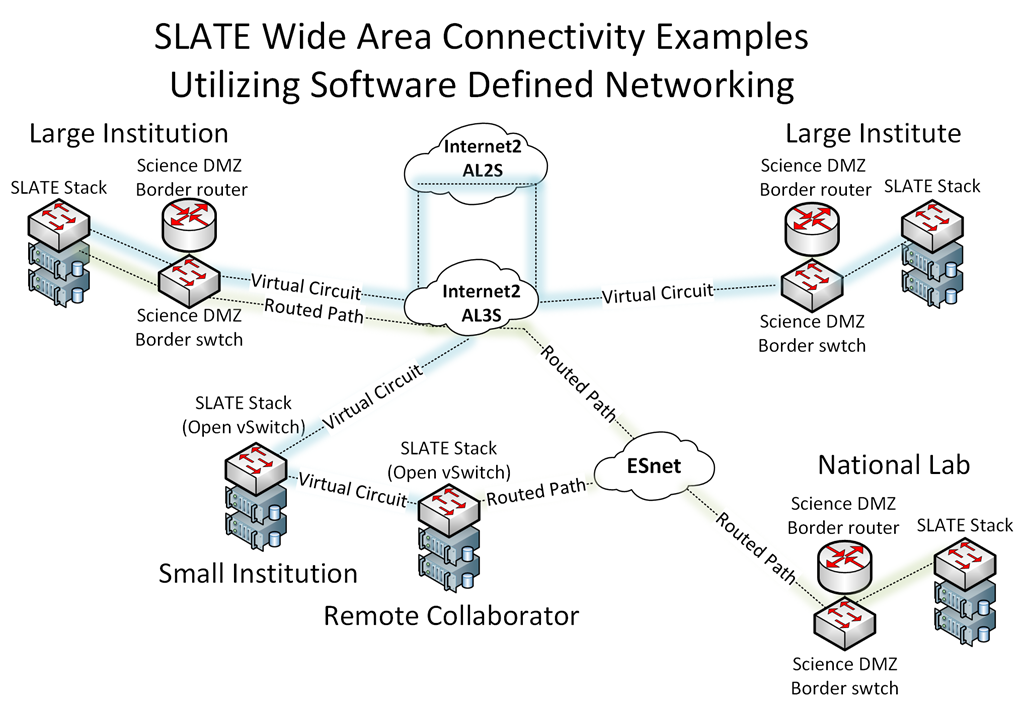 SLATE Wide Area Connectivity Examples
Utilizing Software Defined Networking
Large Institution
SLATE Stack
Science DMZ
Border router
Science DMZ
Border swtch
Internet2
AL2S
Internet2
AL3S
Virtual Circuit
Routed Path
Virtual Circuit
Large Institute
Science DMZ
Border router
SLATE Stack
Science DMZ
Border swtch
Virtual Circuit
Routed Path
SLATE Stack
(Open vSwitch)
Virtual Circuit
Small Institution
SLATE Stack
(Open vSwitch)
Routed Path
Remote Collaborator
ESnet
Routed Path
National Lab
Science DMZ
Border router
SLATE Stack
Science DMZ
Border swtch